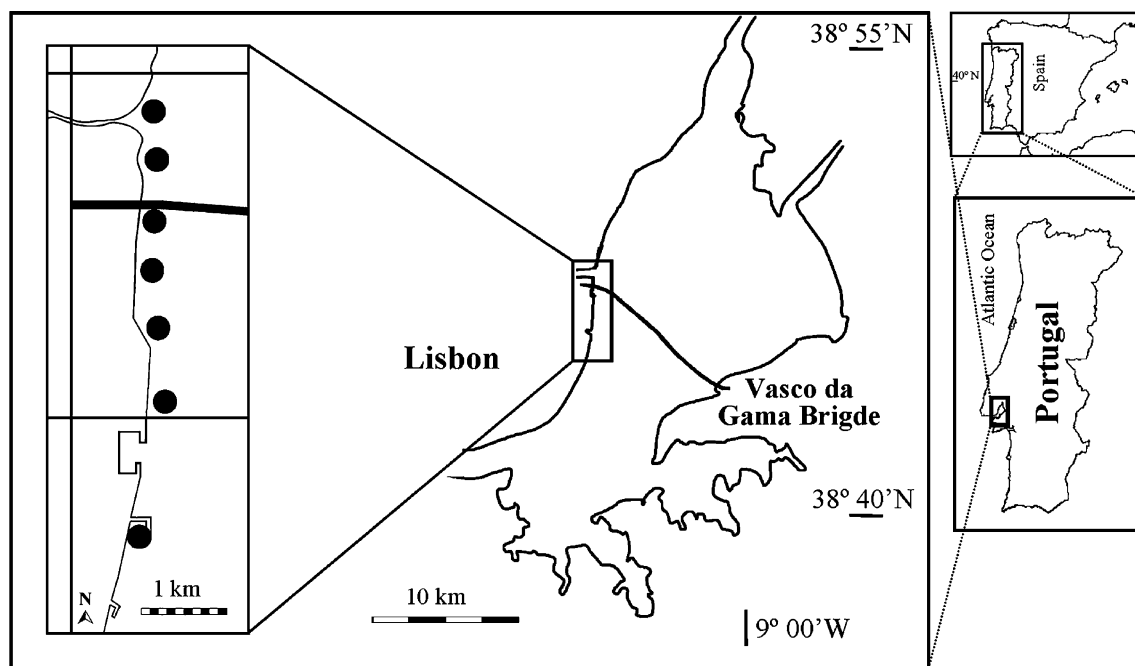 38º 55’N
40º N
Spain
Atlantic Ocean
Portugal
Lisbon
Vasco da
Gama Brigde
38º 40’N
1 km
N
10 km
9º 00’W